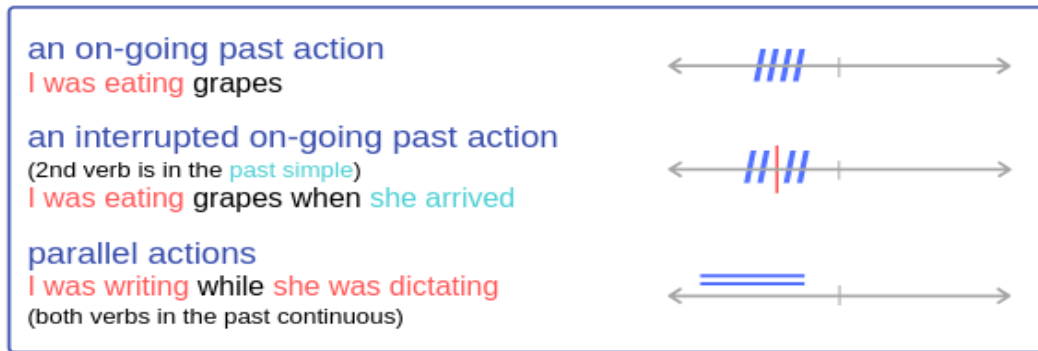 an on-going past action
I was eating grapes
an interrupted on-going past action
(2nd verb is in the past simple)
I was eating grapes when she arrived
parallel actions
I was writing while she was dictating
(both verbs in the past continuous)